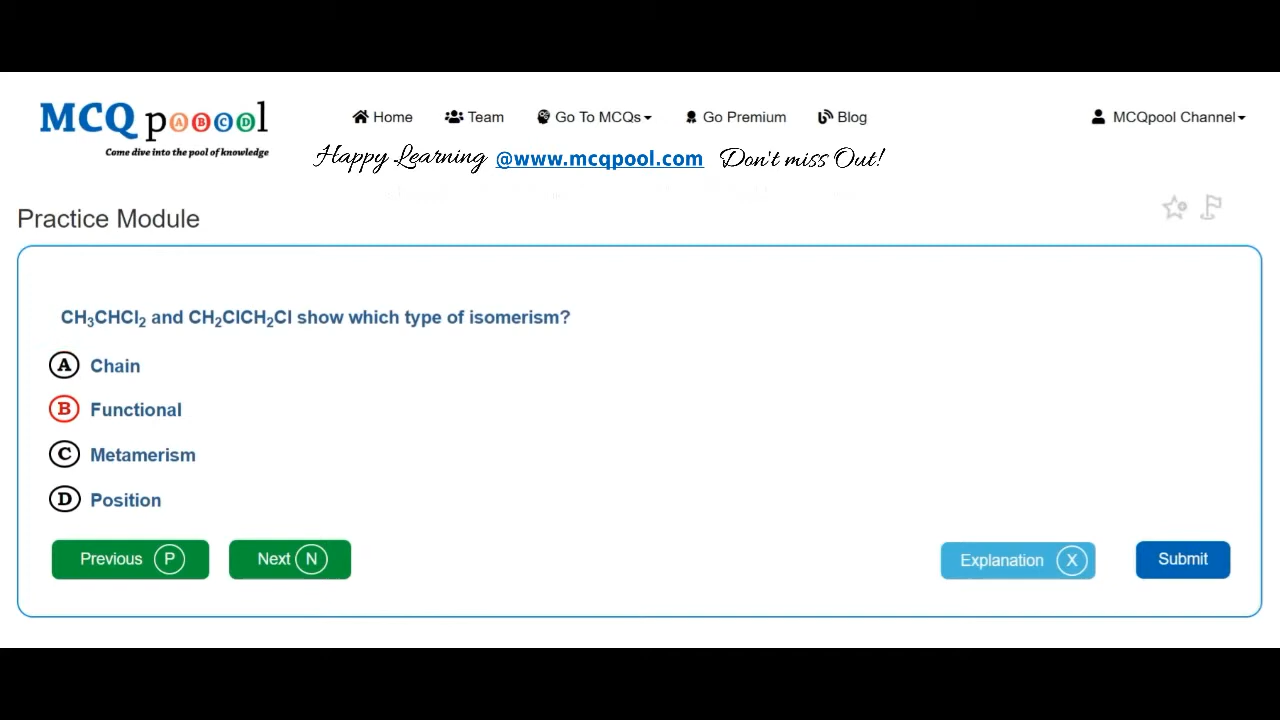 MCQ pABCDl
Come dive into the pool of knowledge
Home Team Go To MCQs Go Premium Blog MCQpool Channel
Happy Learning @www.mcqpool.com Don't miss Out!
Practice Module
CH₃CHCl₂ and CH₂ClCH₂Cl show which type of isomerism?
A Chain
B Functional
C Metamerism
D Position
Previous P Next N Explanation X Submit